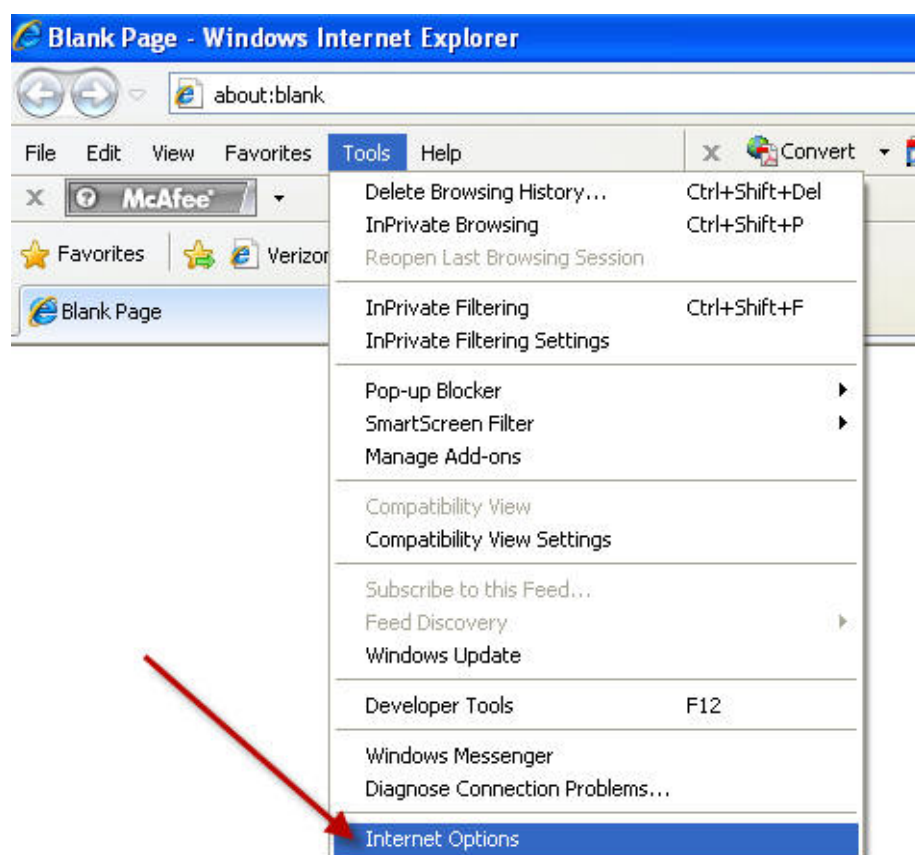 Blank Page - Windows Internet Explorer
about:blank
File Edit View Favorites Tools Help Convert
McAfee
Favorites Verizon
Blank Page
Delete Browsing History... Ctrl+Shift+Del
InPrivate Browsing Ctrl+Shift+P
Reopen Last Browsing Session
InPrivate Filtering Ctrl+Shift+F
InPrivate Filtering Settings
Pop-up Blocker
SmartScreen Filter
Manage Add-ons
Compatibility View
Compatibility View Settings
Subscribe to this Feed...
Feed Discovery
Windows Update
Developer Tools F12
Windows Messenger
Diagnose Connection Problems...
Internet Options